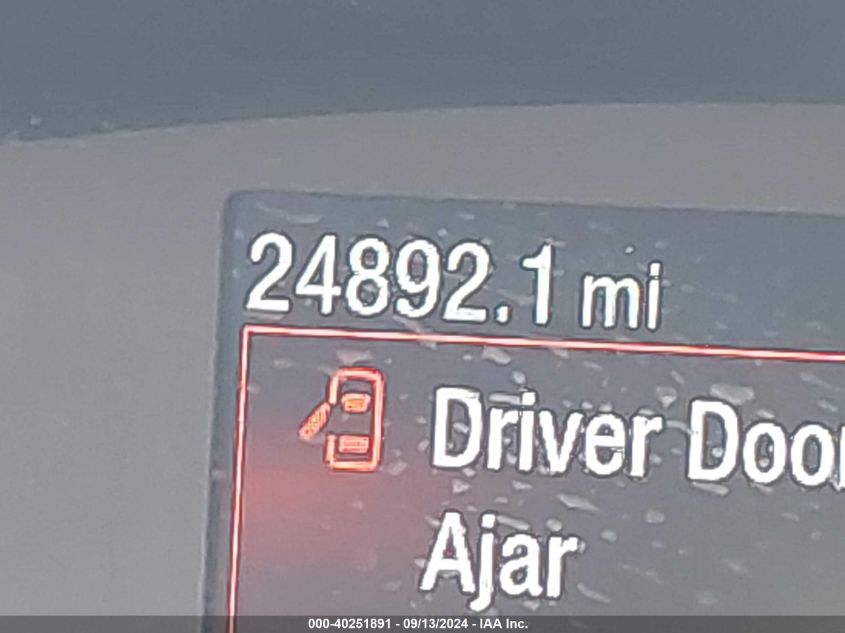 24892.1 mi
Driver Door
Ajar
000-40251891 - 09/13/2024 - IAA Inc.